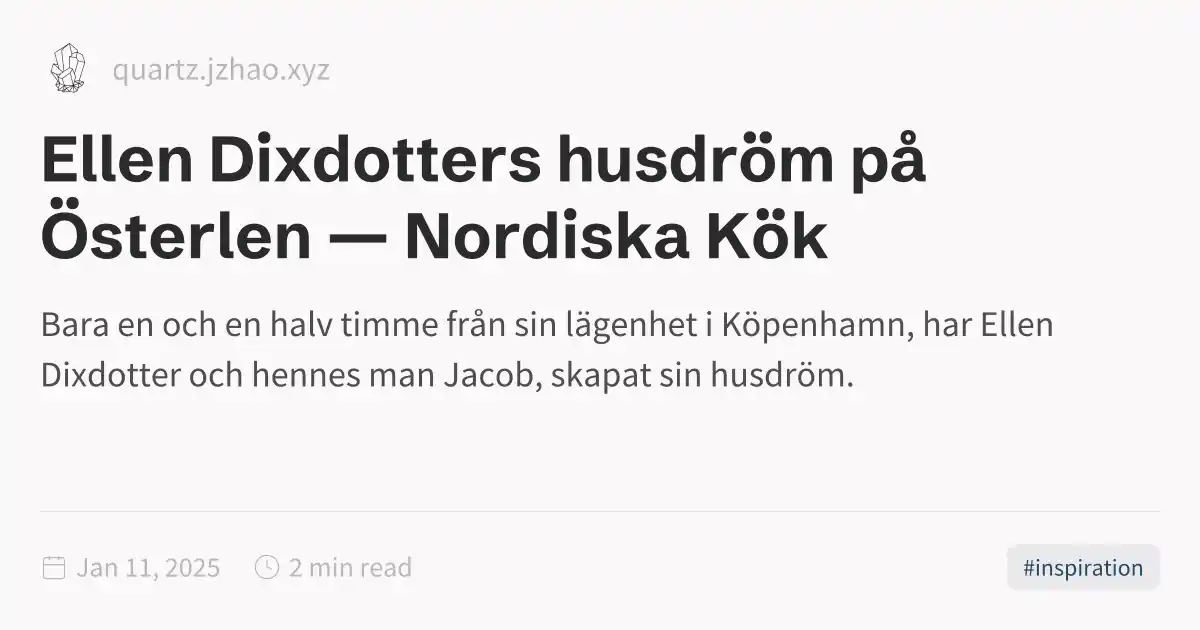 quartz.jzhao.xyz
Ellen Dixdotters husdröm på
Österlen — Nordiska Kök
Bara en och en halv timme från sin lägenhet i Köpenhamn, har Ellen
Dixdotter och hennes man Jacob, skapat sin husdröm.
Jan 11, 2025 2 min read #inspiration